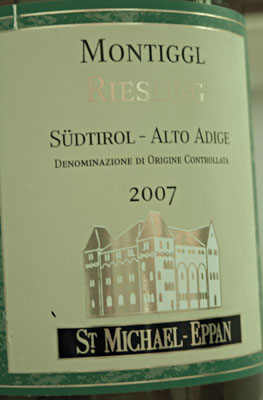 MONTIGGL
RIESLING
SÜDTIROL - ALTO ADIGE
DENOMINAZIONE DI ORIGINE CONTROLLATA
2007
ST. MICHAEL - EPPAN